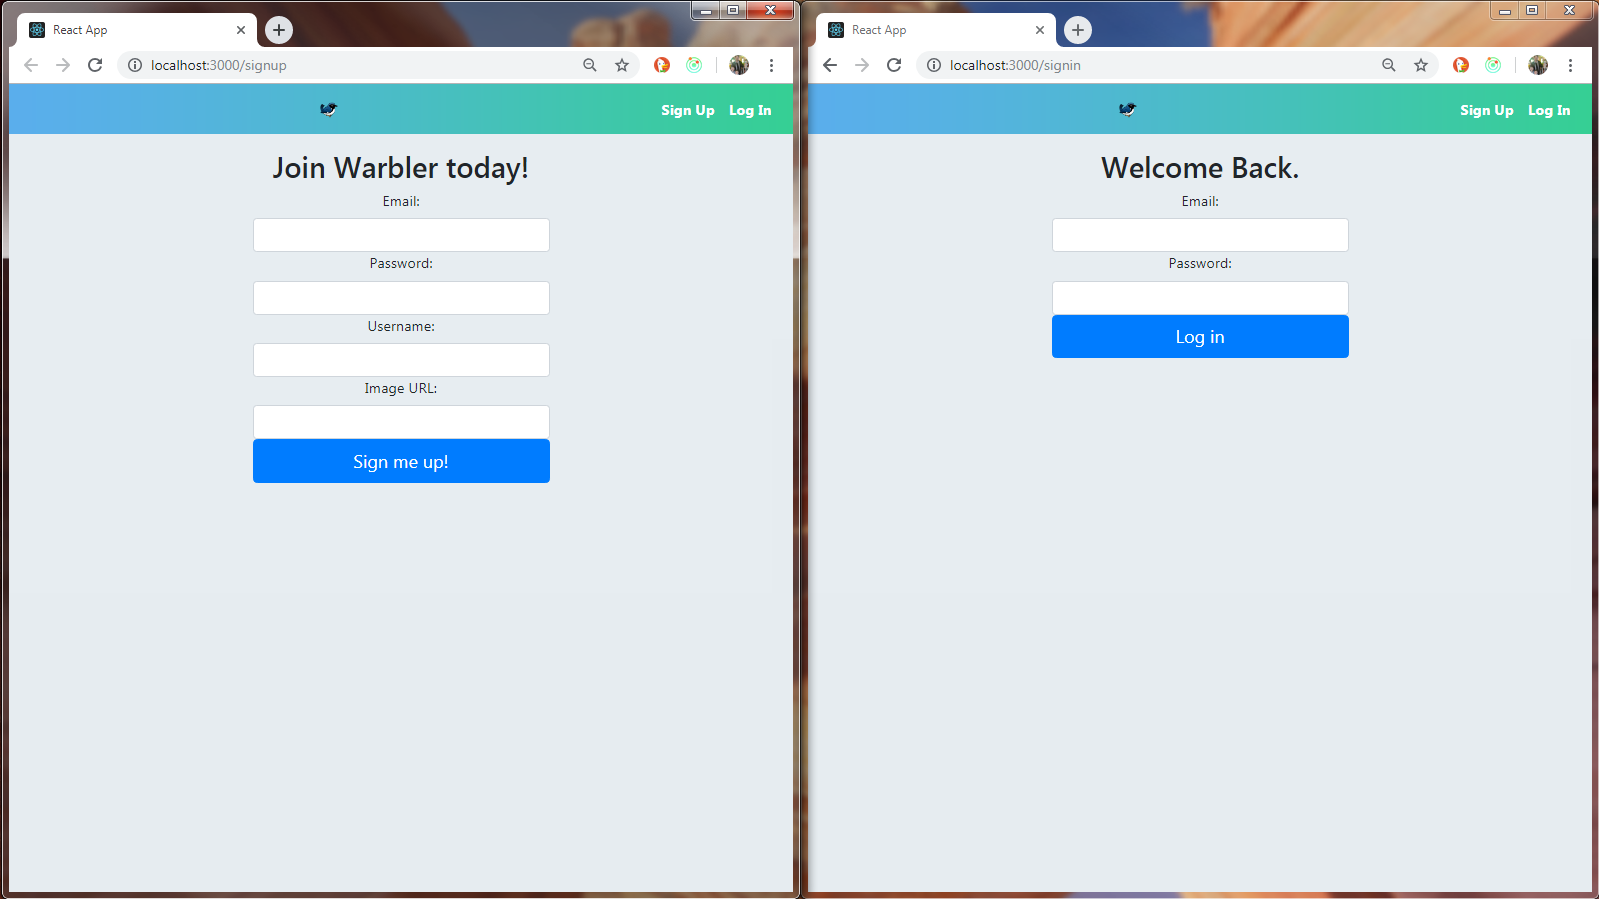 React App
localhost:3000/signup
Sign Up Log In
Join Warbler today!
Email:
Password:
Username:
Image URL:
Sign me up!
React App
localhost:3000/signin
Sign Up Log In
Welcome Back.
Email:
Password:
Log in